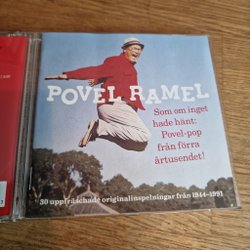 POVEL RAMEL
Som om inget
hade hänt:
Povel-pop
från förra
årtusendet!
30 uppfräschade originalinspelningar från 1944–1991